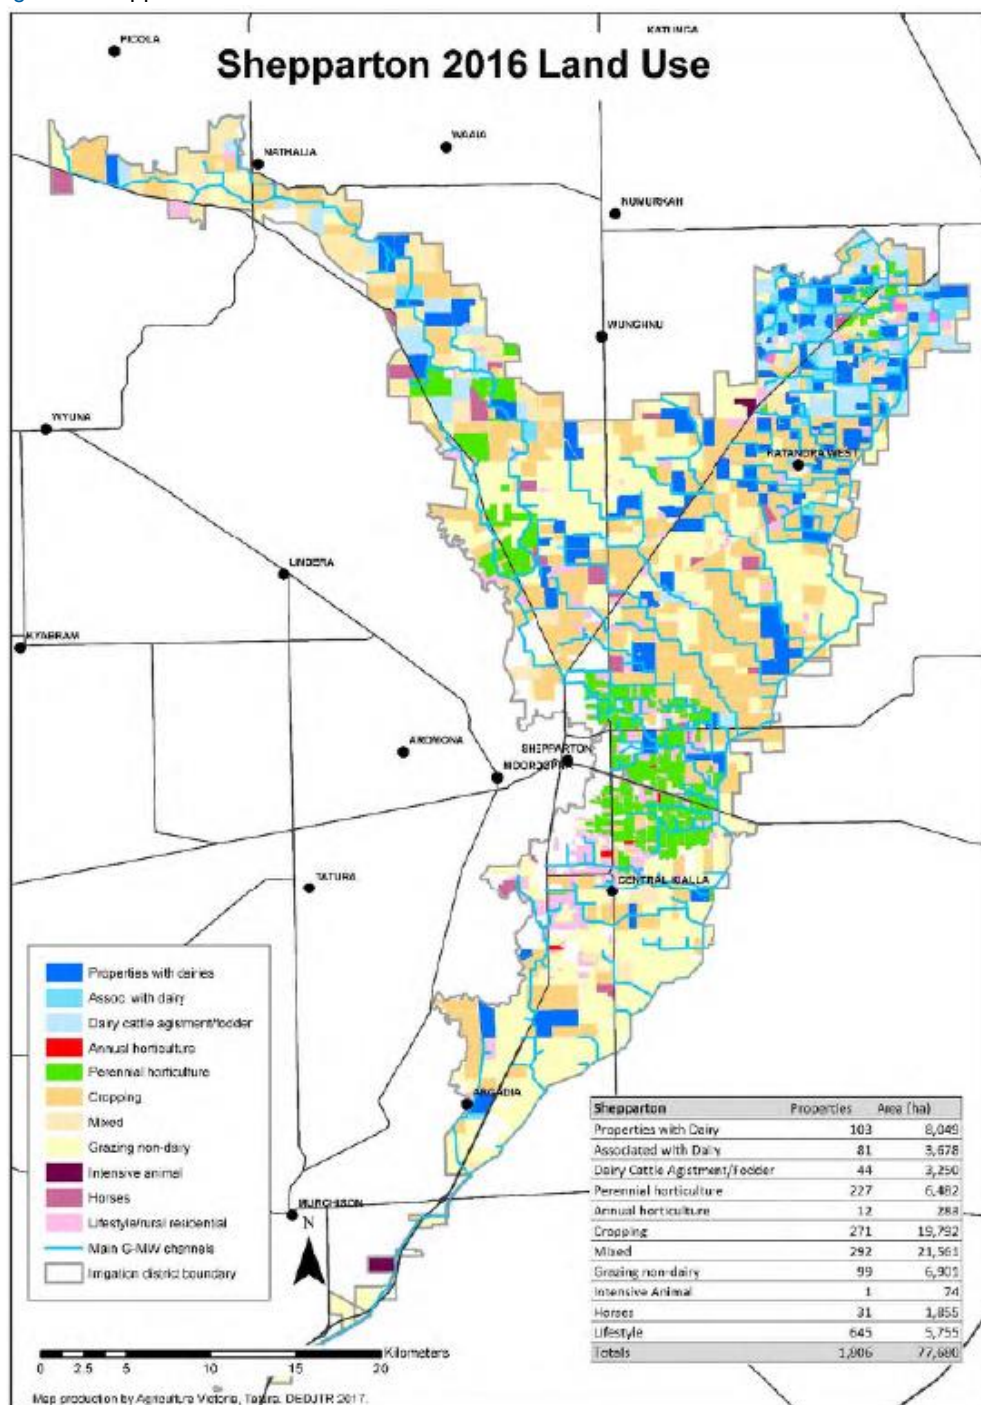 KATUNGA
PICOLA
Shepparton 2016 Land Use
WAAIA
NATHALIA
NUMURKAH
WUNGHNU
WYUNA
KATANDRA WEST
UNDERA
KYABRAM
ARDMONA
SHEPPARTON
MOOROOPNA
TATURA
CENTRAL KIALLA
ARCADIA
MURCHISON
N
Properties with dairies
Assoc. with dairy
Dairy cattle agistment/fodder
Annual horticulture
Perennial horticulture
Cropping
Mixed
Grazing non-dairy
Intensive animal
Horses
Lifestyle/rural residential
Main G-MW channels
Irrigation district boundary
Shepparton Properties Area (ha)
Properties with Dairy 103 8,049
Associated with Dairy 81 3,678
Dairy Cattle Agistment/Fodder 44 3,250
Perennial horticulture 227 6,482
Annual horticulture 12 283
Cropping 271 19,792
Mixed 292 21,561
Grazing non-dairy 99 6,901
Intensive Animal 1 74
Horses 31 1,855
Lifestyle 645 5,755
Totals 1,806 77,680
Kilometers
0 2.5 5 10 15 20
Map production by Agriculture Victoria, Tatura. DEDJTR 2017.